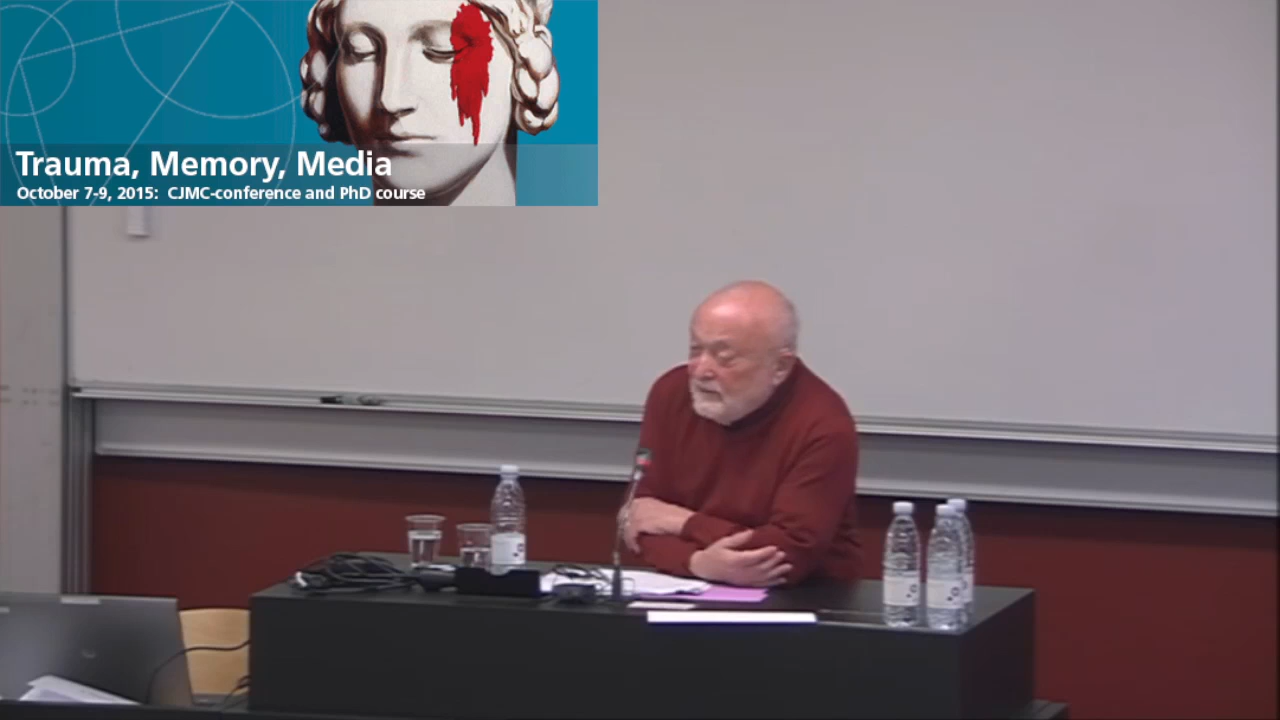 Trauma, Memory, Media
October 7-9, 2015: CJMC-conference and PhD course